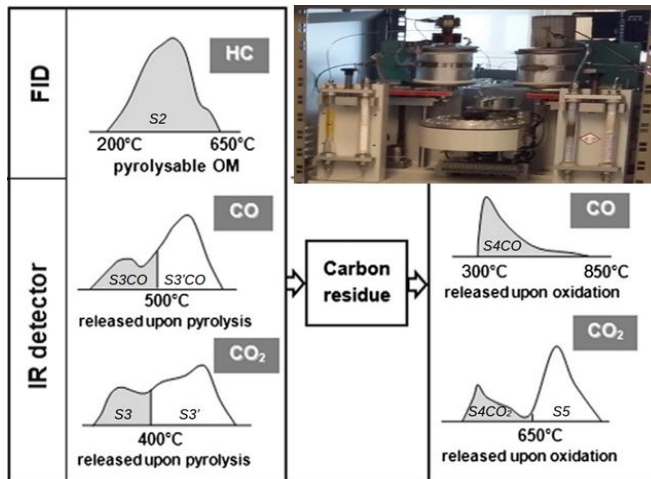 FID
HC
S2
200°C 650°C
pyrolysable OM
IR detector
CO
S3CO S3'CO
500°C
released upon pyrolysis
CO₂
S3 S3'
400°C
released upon pyrolysis
Carbon
residue
CO
S4CO
300°C 850°C
released upon oxidation
CO₂
S4CO₂ S5
650°C
released upon oxidation